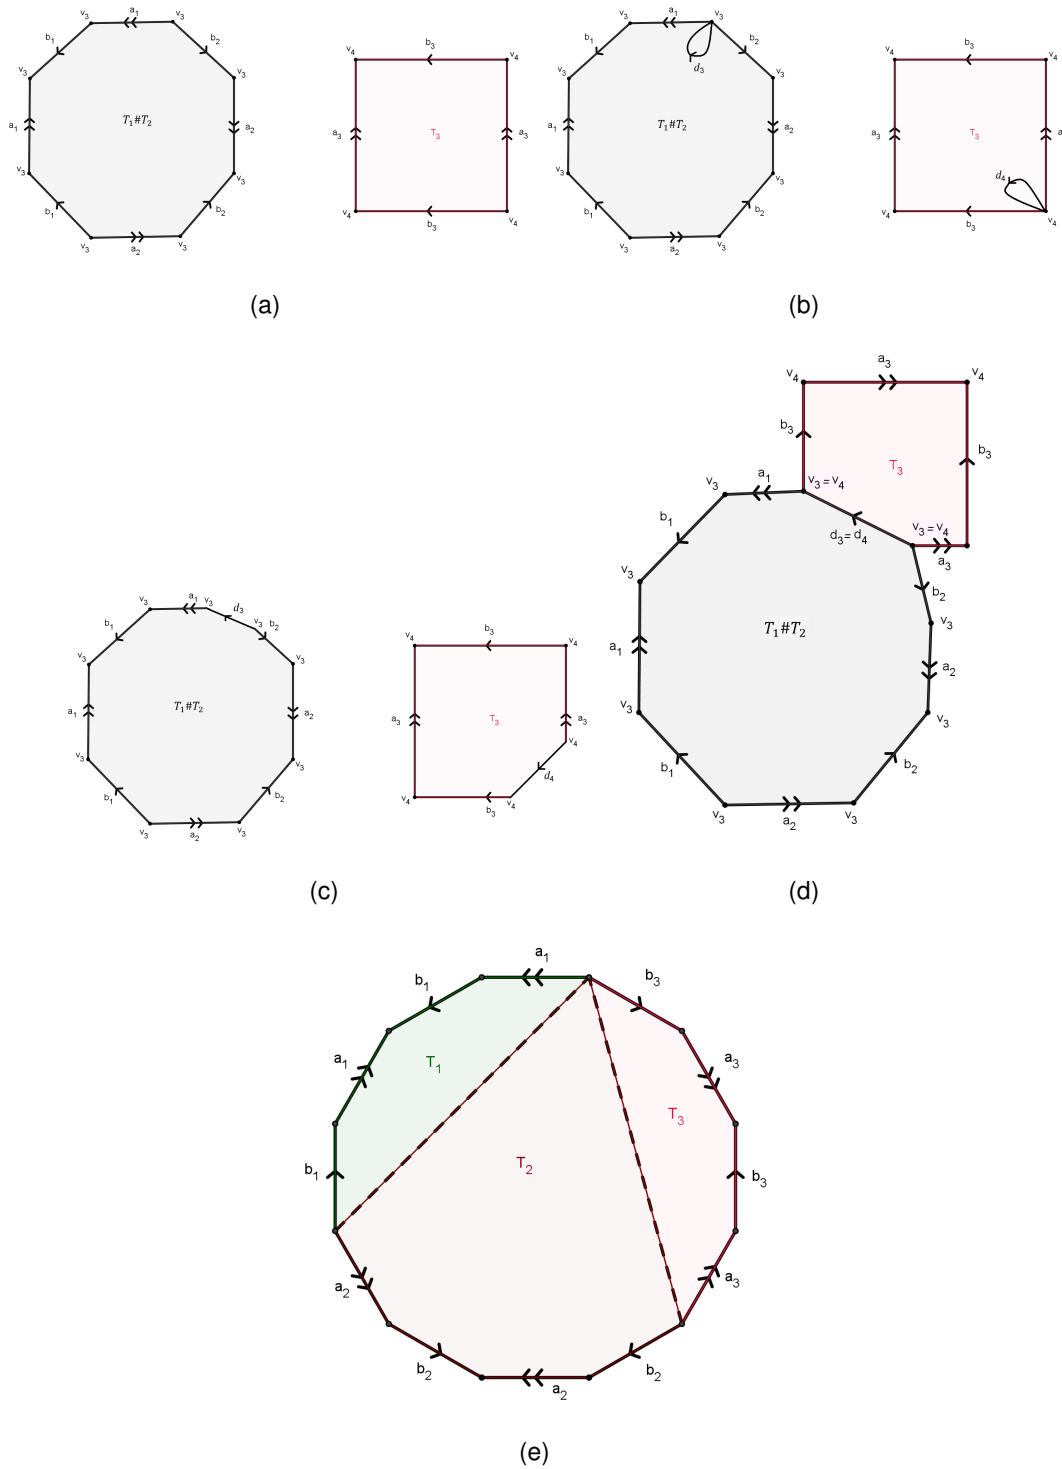 v3 a1 v3 b1 b2 v3 v3 a1 T1#T2 a2 v3 v3 b1 b2 v3 a2 v3
v4 b3 v4 a3 T3 a3 v4 b3 v4
(a)
v3 a1 v3 b1 d3 b2 v3 v3 a1 T1#T2 a2 v3 v3 b1 b2 v3 a2 v3
v4 b3 v4 a3 T3 a d4 v4 b3 v4
(b)
v3 a1 v3 d3 b1 v3 b2 v3 v3 a1 T1#T2 a2 v3 v3 b1 b2 v3 a2 v3
v4 b3 v4 a3 T3 a3 v4 d4 v4 b3 v4
(c)
v4 a3 v4
b3 T3 b3
v3 a1 v3 = v4
b1 d3 = d4 v3 = v4 a3
v3 b2
T1#T2 v3
a1 a2
v3 v3
b1 b2
v3 a2 v3
(d)
a1
b1 b3
a1 T1 a3
T3
T2
b1 b3
a2 a3
b2 b2
a2
(e)